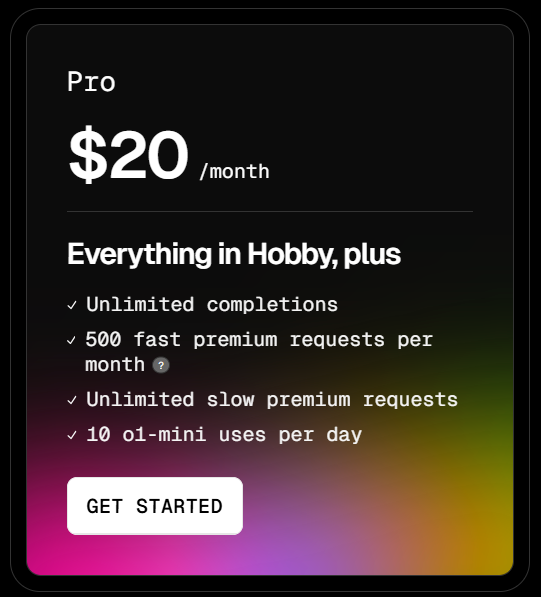 Pro
$20 /month
Everything in Hobby, plus
✓ Unlimited completions
✓ 500 fast premium requests per
month ?
✓ Unlimited slow premium requests
✓ 10 o1-mini uses per day
GET STARTED